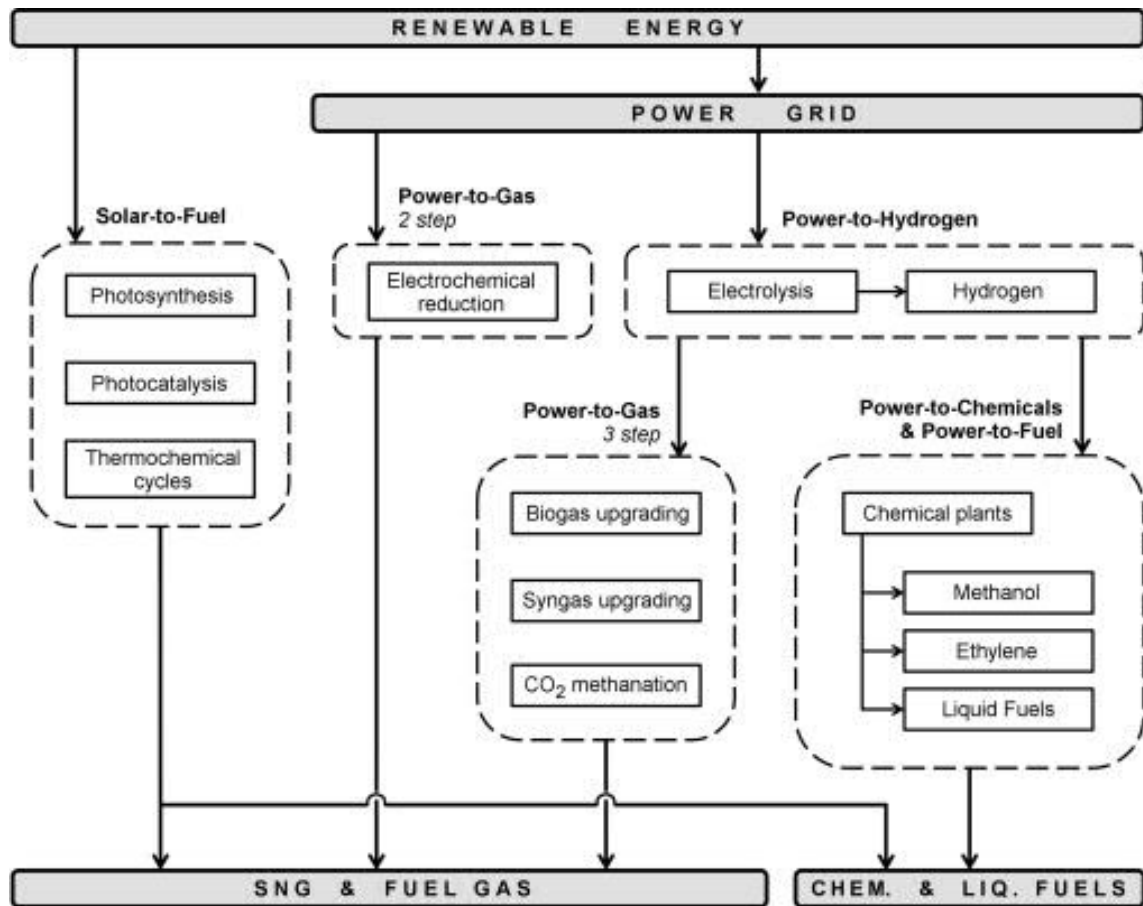 RENEWABLE ENERGY
POWER GRID
Solar-to-Fuel
Photosynthesis
Photocatalysis
Thermochemical
cycles
Power-to-Gas
2 step
Electrochemical
reduction
Power-to-Hydrogen
Electrolysis
Hydrogen
Power-to-Gas
3 step
Biogas upgrading
Syngas upgrading
CO₂ methanation
Power-to-Chemicals
& Power-to-Fuel
Chemical plants
Methanol
Ethylene
Liquid Fuels
SNG & FUEL GAS
CHEM. & LIQ. FUELS